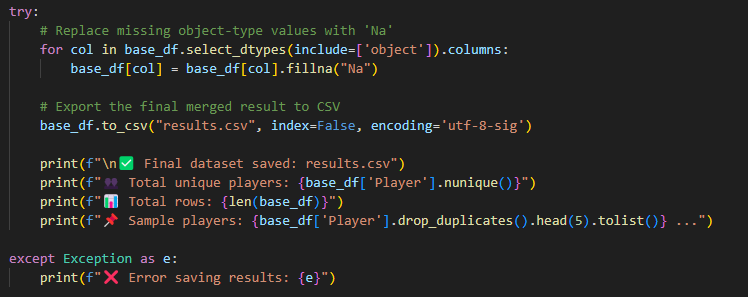 try:
    # Replace missing object-type values with 'Na'
    for col in base_df.select_dtypes(include=['object']).columns:
        base_df[col] = base_df[col].fillna("Na")

    # Export the final merged result to CSV
    base_df.to_csv("results.csv", index=False, encoding='utf-8-sig')

    print(f"\n✅ Final dataset saved: results.csv")
    print(f"👥 Total unique players: {base_df['Player'].nunique()}")
    print(f"📊 Total rows: {len(base_df)}")
    print(f"📌 Sample players: {base_df['Player'].drop_duplicates().head(5).tolist()} ...")

except Exception as e:
    print(f"❌ Error saving results: {e}")